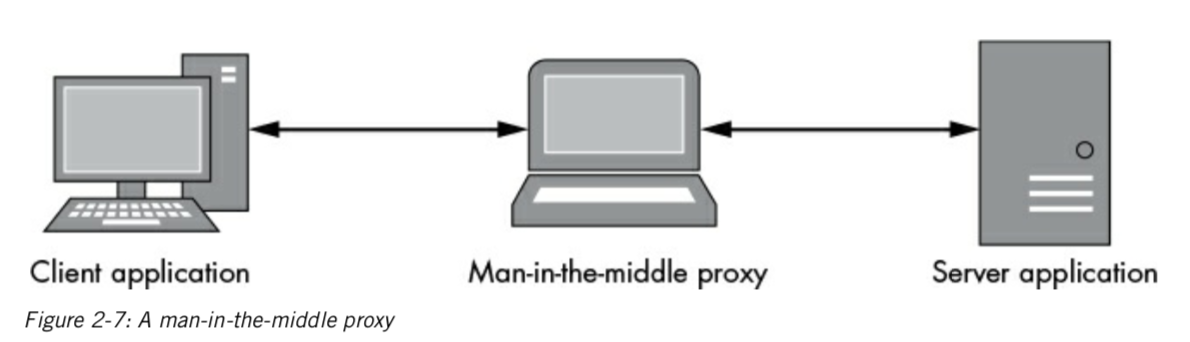 Client application
Man-in-the-middle proxy
Server application
Figure 2-7: A man-in-the-middle proxy